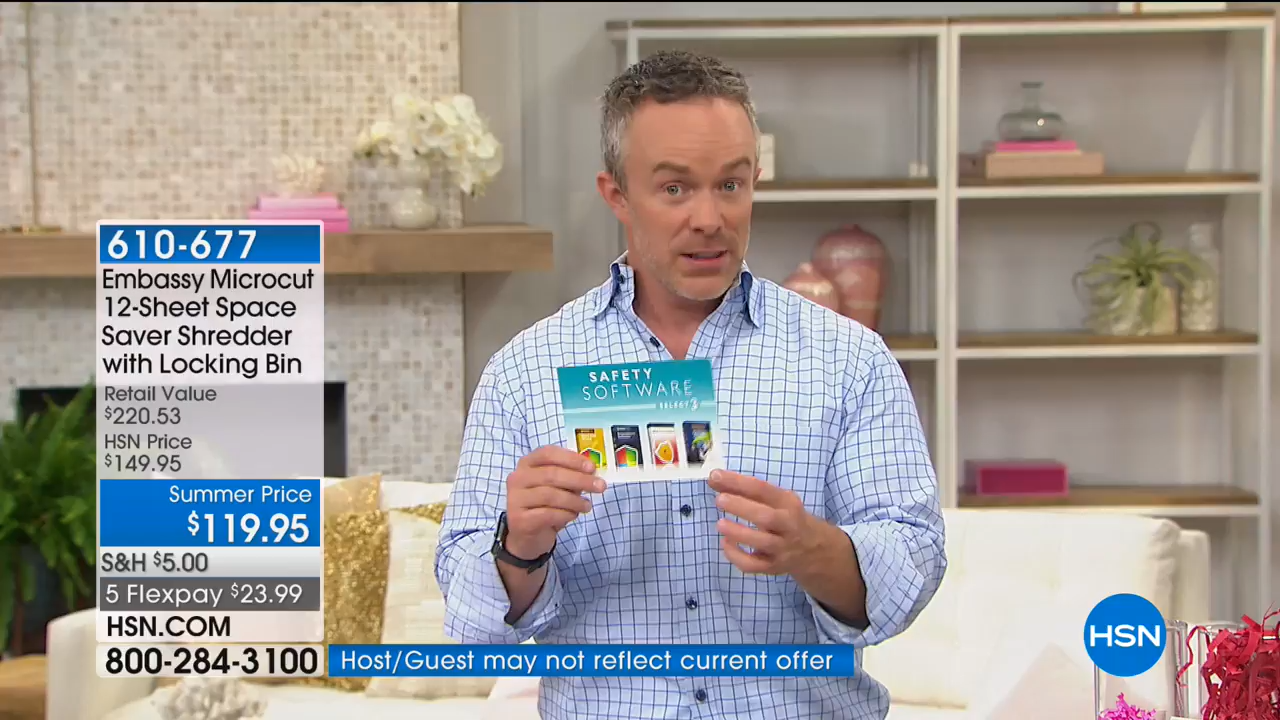 610-677
Embassy Microcut
12-Sheet Space
Saver Shredder
with Locking Bin
Retail Value
$220.53
HSN Price
$149.95
Summer Price
$119.95
S&H $5.00
5 Flexpay $23.99
HSN.COM
800-284-3100
Host/Guest may not reflect current offer
SAFETY
SOFTWARE
SELECT
HSN